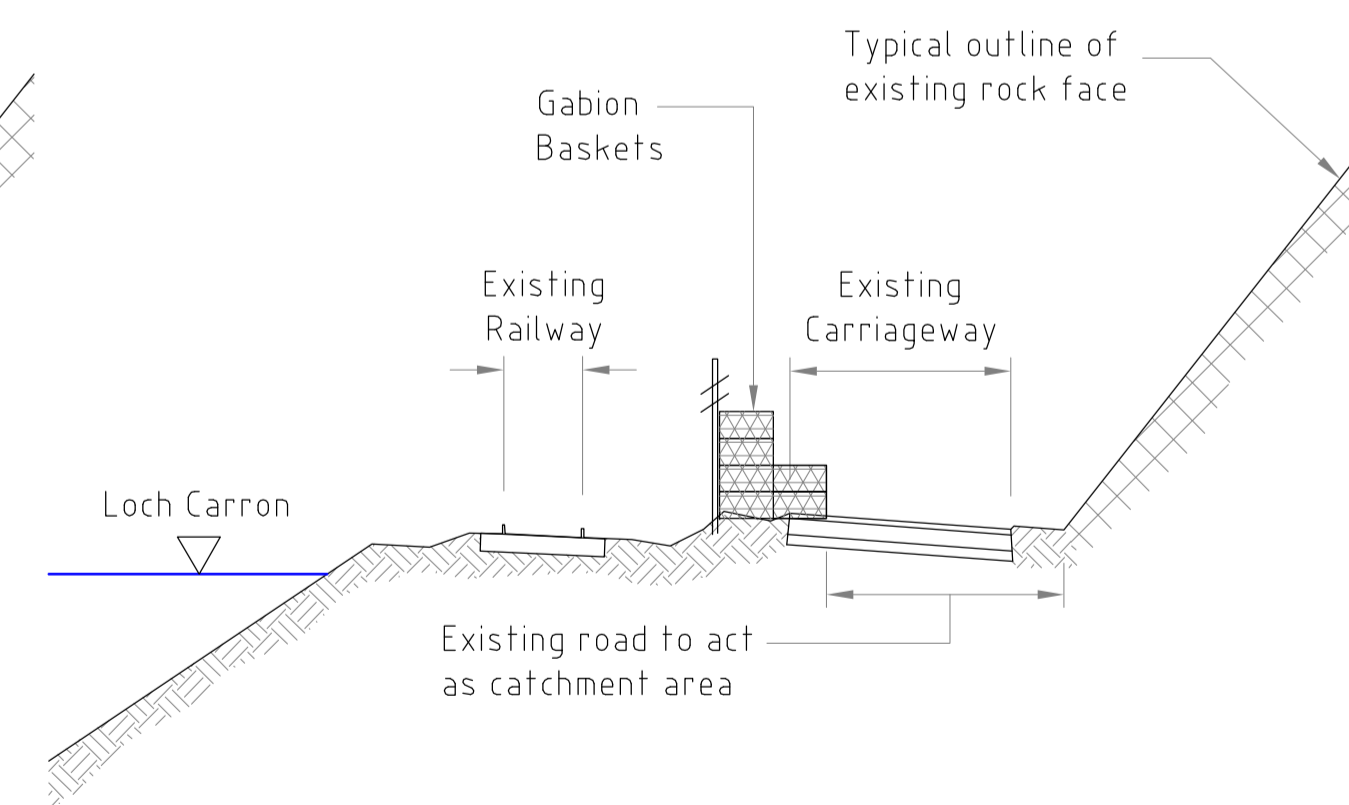 Typical outline of
existing rock face
Gabion
Baskets
Existing
Railway
Existing
Carriageway
Loch Carron
Existing road to act
as catchment area